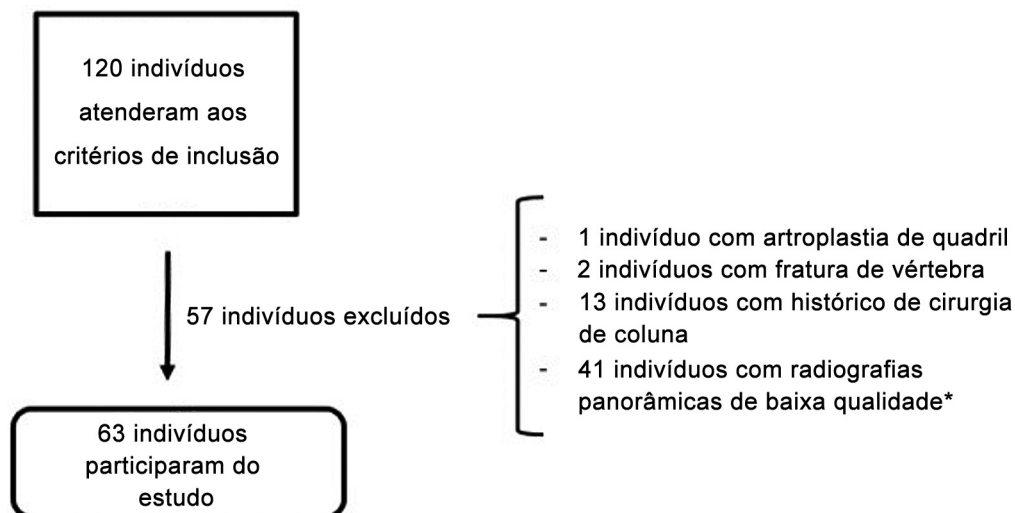 120 indivíduos
atenderam aos
critérios de inclusão
57 indivíduos excluídos
- 1 indivíduo com artroplastia de quadril
- 2 indivíduos com fratura de vértebra
- 13 indivíduos com histórico de cirurgia
de coluna
- 41 indivíduos com radiografias
panorâmicas de baixa qualidade*
63 indivíduos
participaram do
estudo